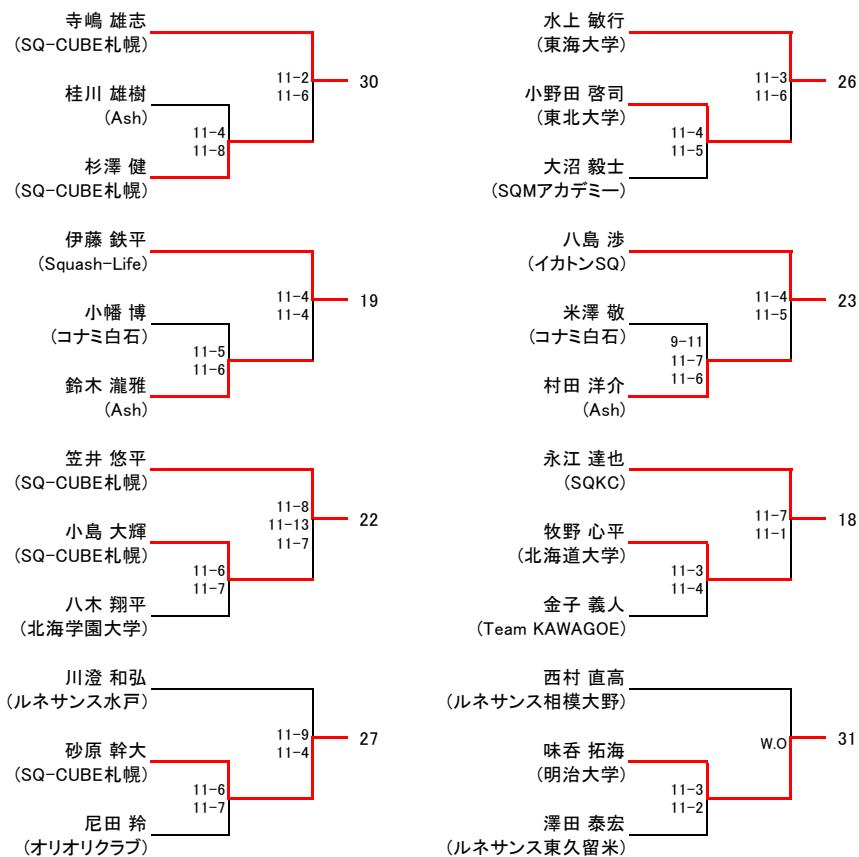 寺嶋 雄志
(SQ-CUBE札幌)
11-2
11-6
30
桂川 雄樹
(Ash)
11-4
11-8
杉澤 健
(SQ-CUBE札幌)
伊藤 鉄平
(Squash-Life)
11-4
11-4
19
小幡 博
(コナミ白石)
11-5
11-6
鈴木 瀧雅
(Ash)
笠井 悠平
(SQ-CUBE札幌)
11-8
11-13
11-7
22
小島 大輝
(SQ-CUBE札幌)
11-6
11-7
八木 翔平
(北海学園大学)
川澄 和弘
(ルネサンス水戸)
11-9
11-4
27
砂原 幹大
(SQ-CUBE札幌)
11-6
11-7
尼田 玲
(オリオリクラブ)
水上 敏行
(東海大学)
11-3
11-6
26
小野田 啓司
(東北大学)
11-4
11-5
大沼 毅士
(SQMアカデミー)
八島 渉
(イカトンSQ)
11-4
11-5
23
米澤 敬
(コナミ白石)
9-11
11-7
11-6
村田 洋介
(Ash)
永江 達也
(SQKC)
11-7
11-1
18
牧野 心平
(北海道大学)
11-3
11-4
金子 義人
(Team KAWAGOE)
西村 直高
(ルネサンス相模大野)
W.O
31
味呑 拓海
(明治大学)
11-3
11-2
澤田 泰宏
(ルネサンス東久留米)